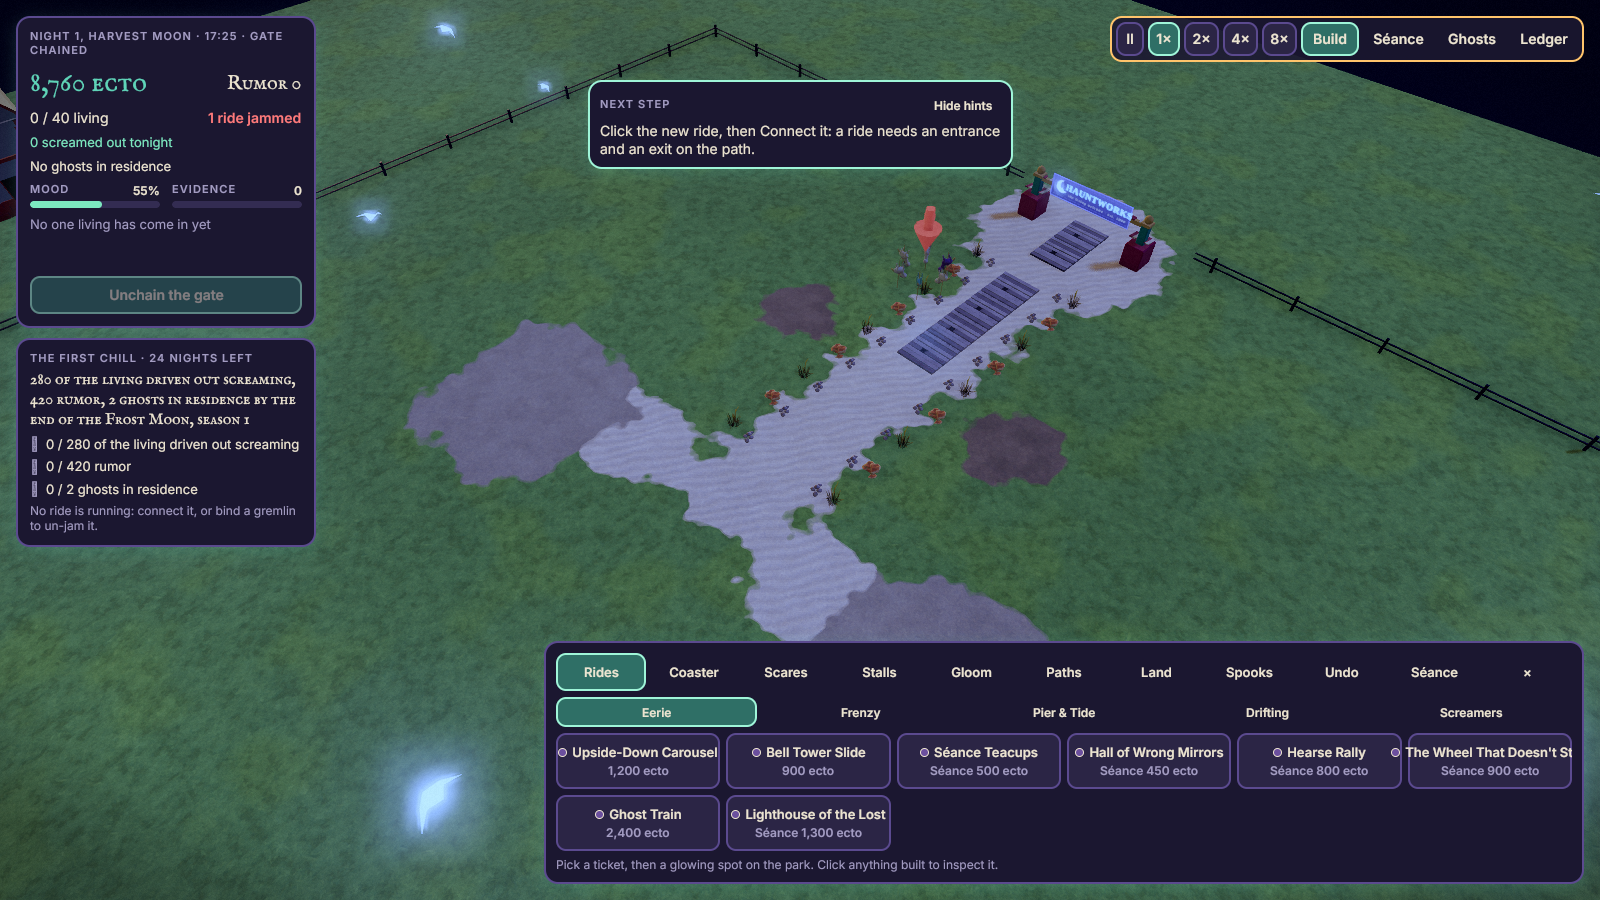 NIGHT 1, HARVEST MOON · 17:25 · GATE
CHAINED
8,760 ECTO
RUMOR 0
0 / 40 living
1 ride jammed
0 screamed out tonight
No ghosts in residence
MOOD
55%
EVIDENCE
0
No one living has come in yet
Unchain the gate
THE FIRST CHILL · 24 NIGHTS LEFT
280 OF THE LIVING DRIVEN OUT SCREAMING,
420 RUMOR, 2 GHOSTS IN RESIDENCE BY THE
END OF THE FROST MOON, SEASON 1
0 / 280 of the living driven out screaming
0 / 420 rumor
0 / 2 ghosts in residence
No ride is running: connect it, or bind a gremlin
to un-jam it.
NEXT STEP
Hide hints
Click the new ride, then Connect it: a ride needs an entrance
and an exit on the path.
II
1×
2×
4×
8×
Build
Séance
Ghosts
Ledger
HAUNTWORKS
Rides
Coaster
Scares
Stalls
Gloom
Paths
Land
Spooks
Undo
Séance
×
Eerie
Frenzy
Pier & Tide
Drifting
Screamers
Upside-Down Carousel
1,200 ecto
Bell Tower Slide
900 ecto
Séance Teacups
Séance 500 ecto
Hall of Wrong Mirrors
Séance 450 ecto
Hearse Rally
Séance 800 ecto
The Wheel That Doesn't St
Séance 900 ecto
Ghost Train
2,400 ecto
Lighthouse of the Lost
Séance 1,300 ecto
Pick a ticket, then a glowing spot on the park. Click anything built to inspect it.